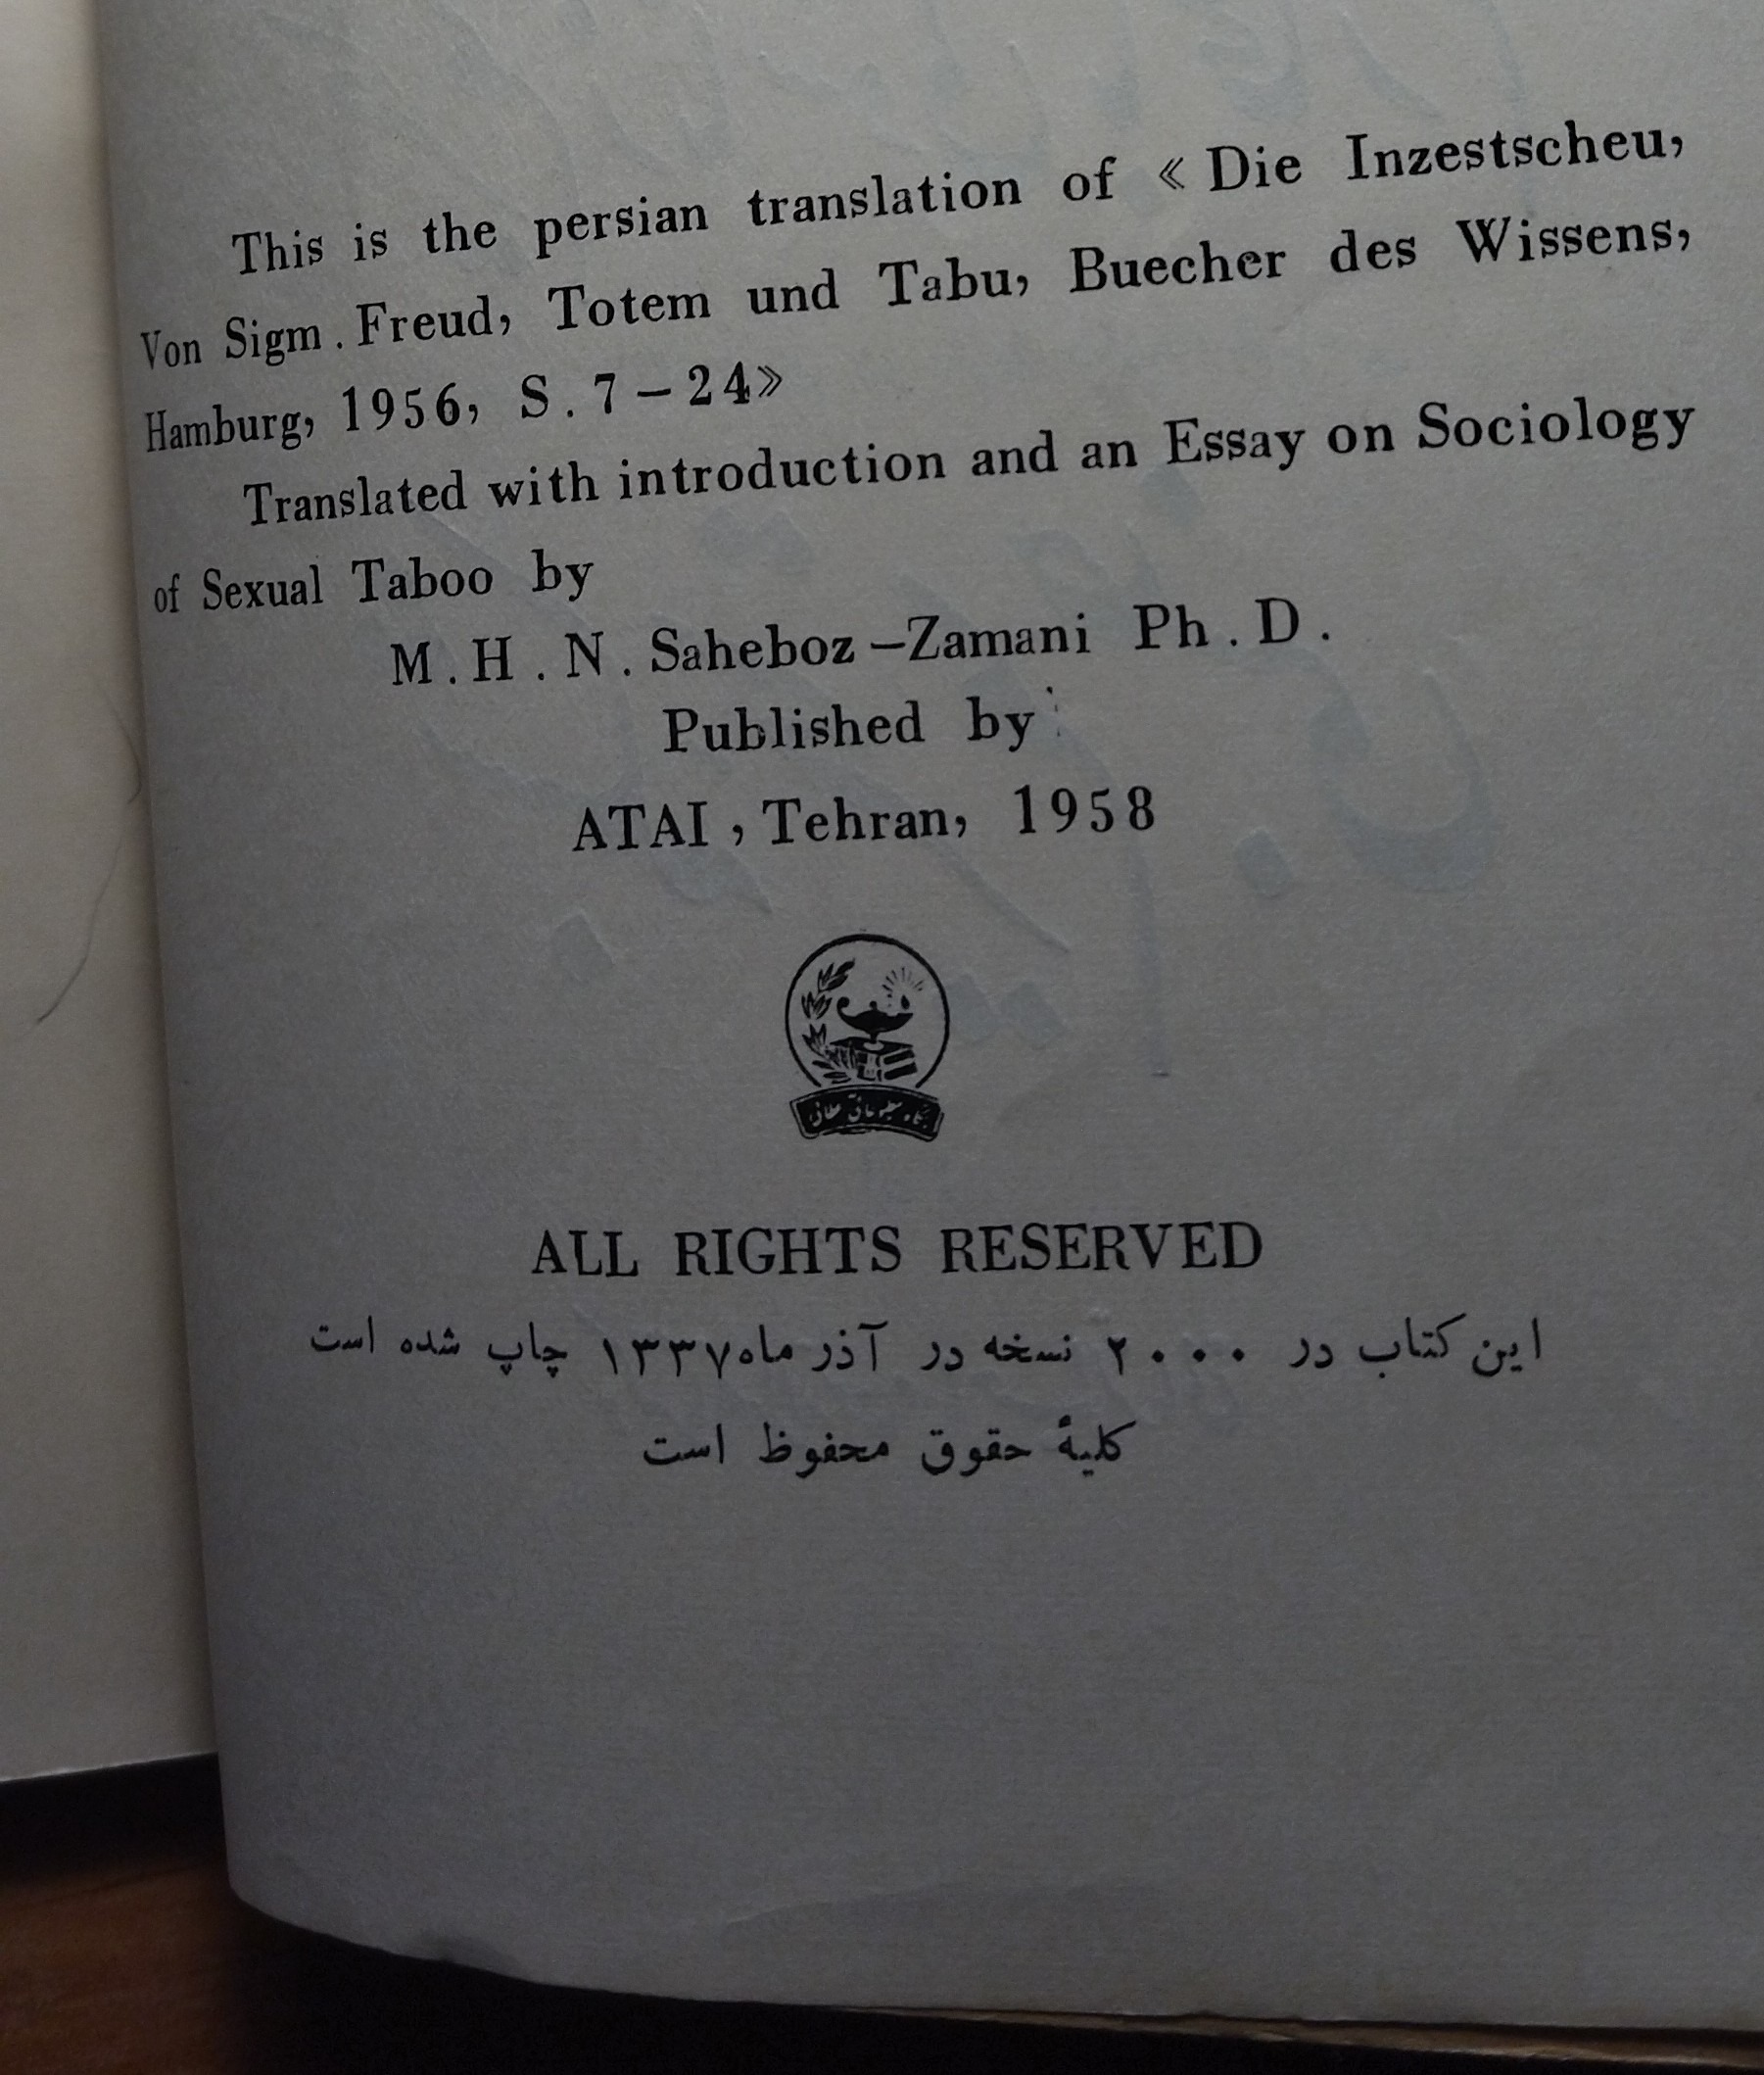 This is the persian translation of « Die Inzestscheu,
Von Sigm. Freud, Totem und Tabu, Buecher des Wissens,
Hamburg, 1956, S. 7 – 24»
Translated with introduction and an Essay on Sociology
of Sexual Taboo by
M. H. N. Saheboz –Zamani Ph. D.
Published by
ATAI, Tehran, 1958
بنگاه مطبوعاتی عطائی
ALL RIGHTS RESERVED
این کتاب در ۲۰۰۰ نسخه در آذر ماه ۱۳۳۷ چاپ شده است
کلیهٔ حقوق محفوظ است